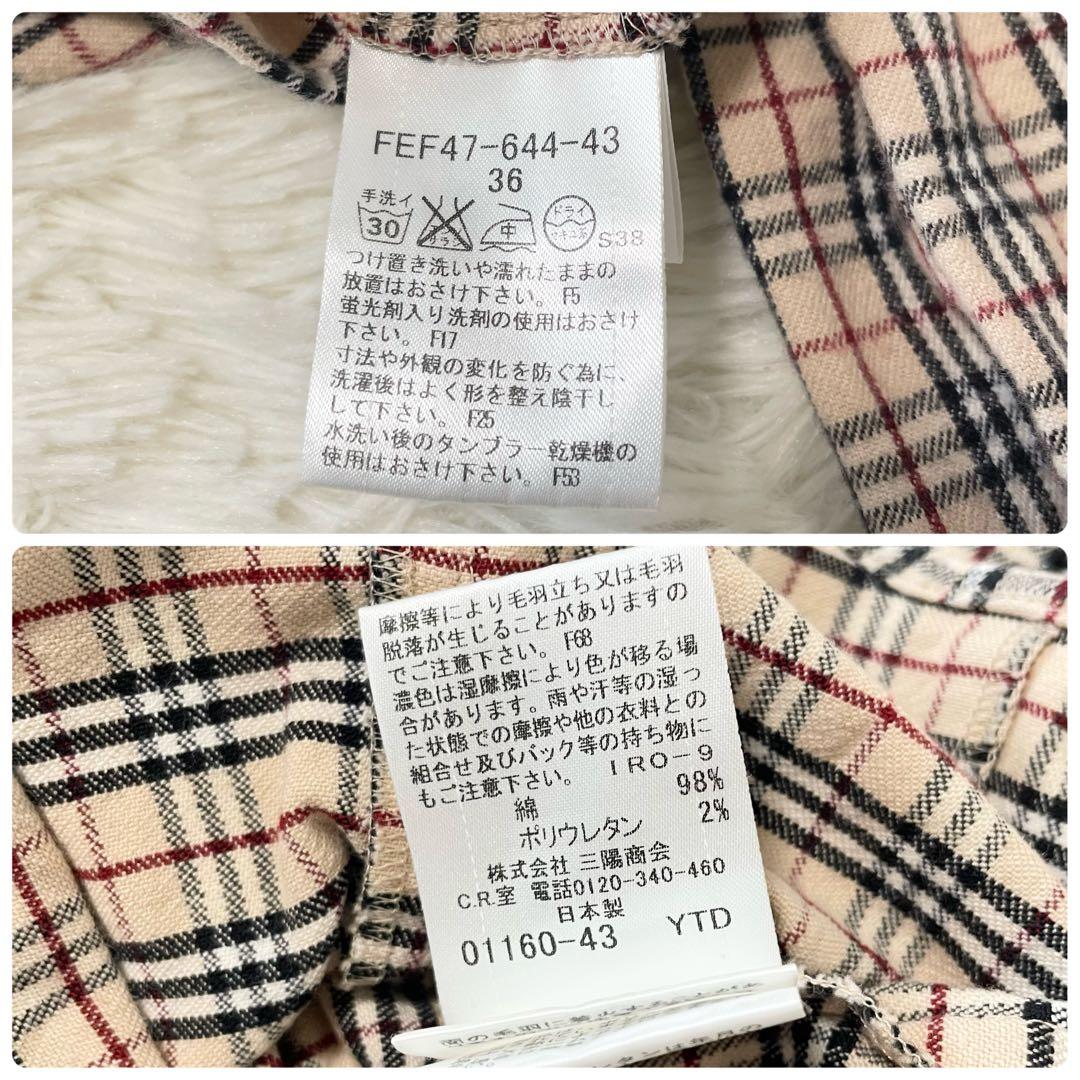 FEF47-644-43
36
手洗イ
30
サラシ
中
ドライ
セキユ系
S38
つけ置き洗いや濡れたままの
放置はおさけ下さい。 F5
蛍光剤入り洗剤の使用はおさけ
下さい。 F17
寸法や外観の変化を防ぐ為に、
洗濯後はよく形を整え陰干し
して下さい。 F25
水洗い後のタンブラー乾燥機の
使用はおさけ下さい。 F53
摩擦等により毛羽立ち又は毛羽
脱落が生じることがありますの
でご注意下さい。 F68
濃色は湿摩擦により色が移る場
合があります。雨や汗等の湿っ
た状態での摩擦や他の衣料との
組合せ及びバック等の持ち物に
もご注意下さい。 IRO-9
綿 98%
ポリウレタン 2%
株式会社 三陽商会
C.R.室 電話0120-340-460
日本製
01160-43 YTD